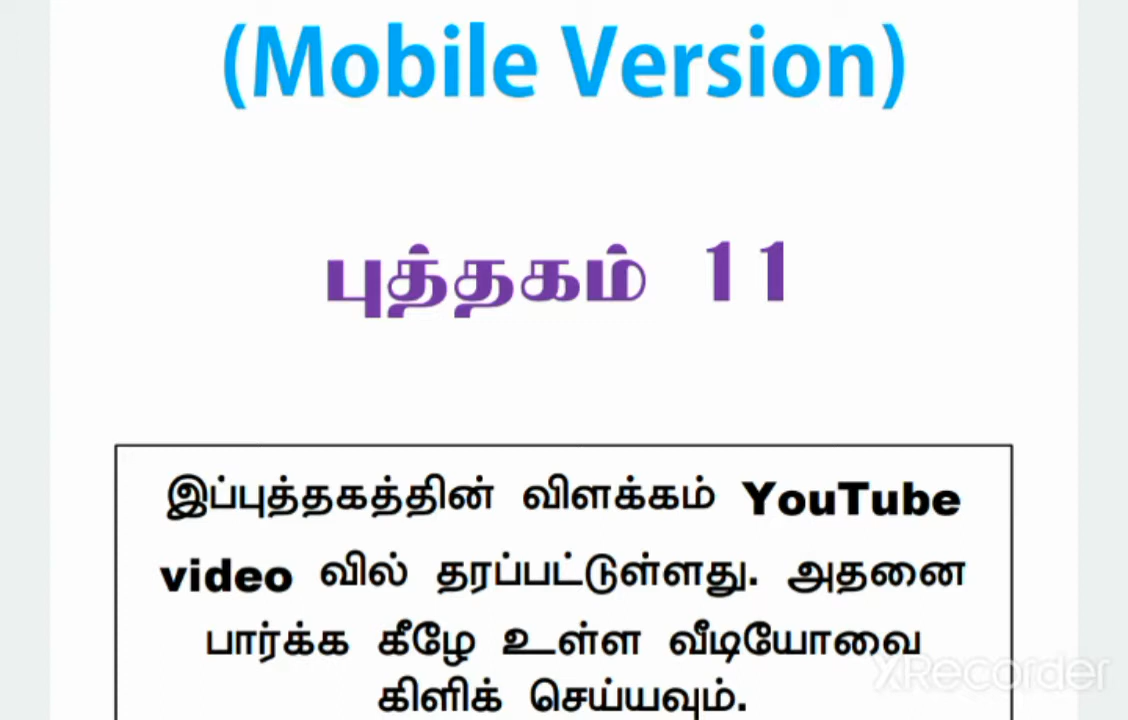 (Mobile Version)
புத்தகம் 11
இப்புத்தகத்தின் விளக்கம் YouTube
video வில் தரப்பட்டுள்ளது. அதனை
பார்க்க கீழே உள்ள வீடியோவை
கிளிக் செய்யவும்.
XRecorder